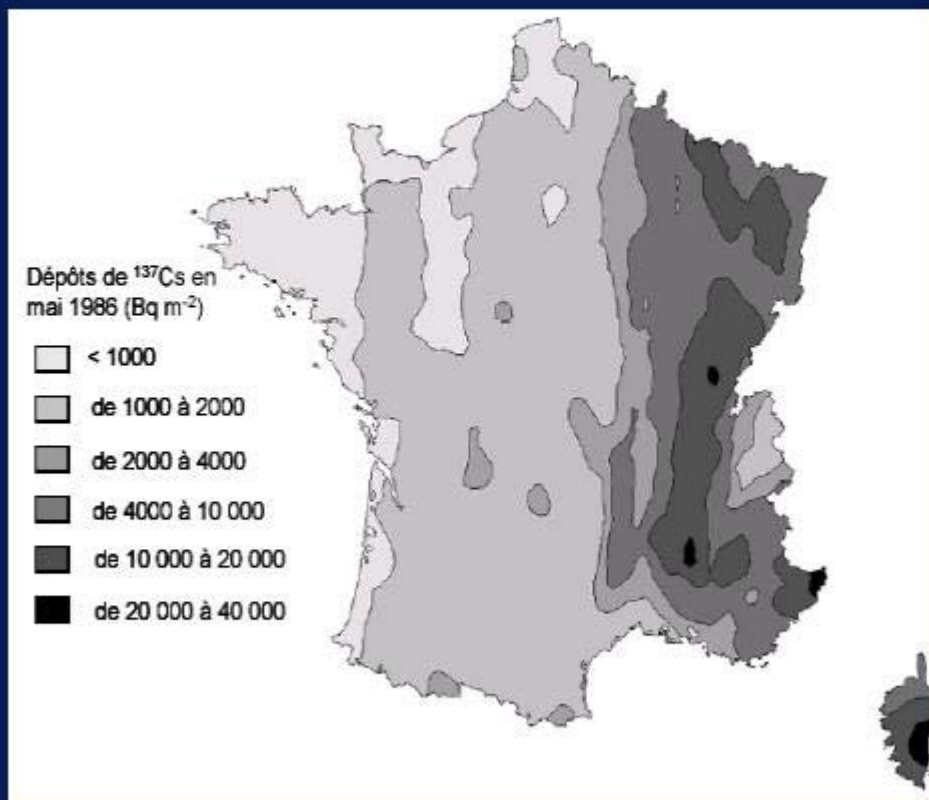 Dépôts de ¹³⁷Cs en
mai 1986 (Bq m⁻²)
< 1000
de 1000 à 2000
de 2000 à 4000
de 4000 à 10 000
de 10 000 à 20 000
de 20 000 à 40 000